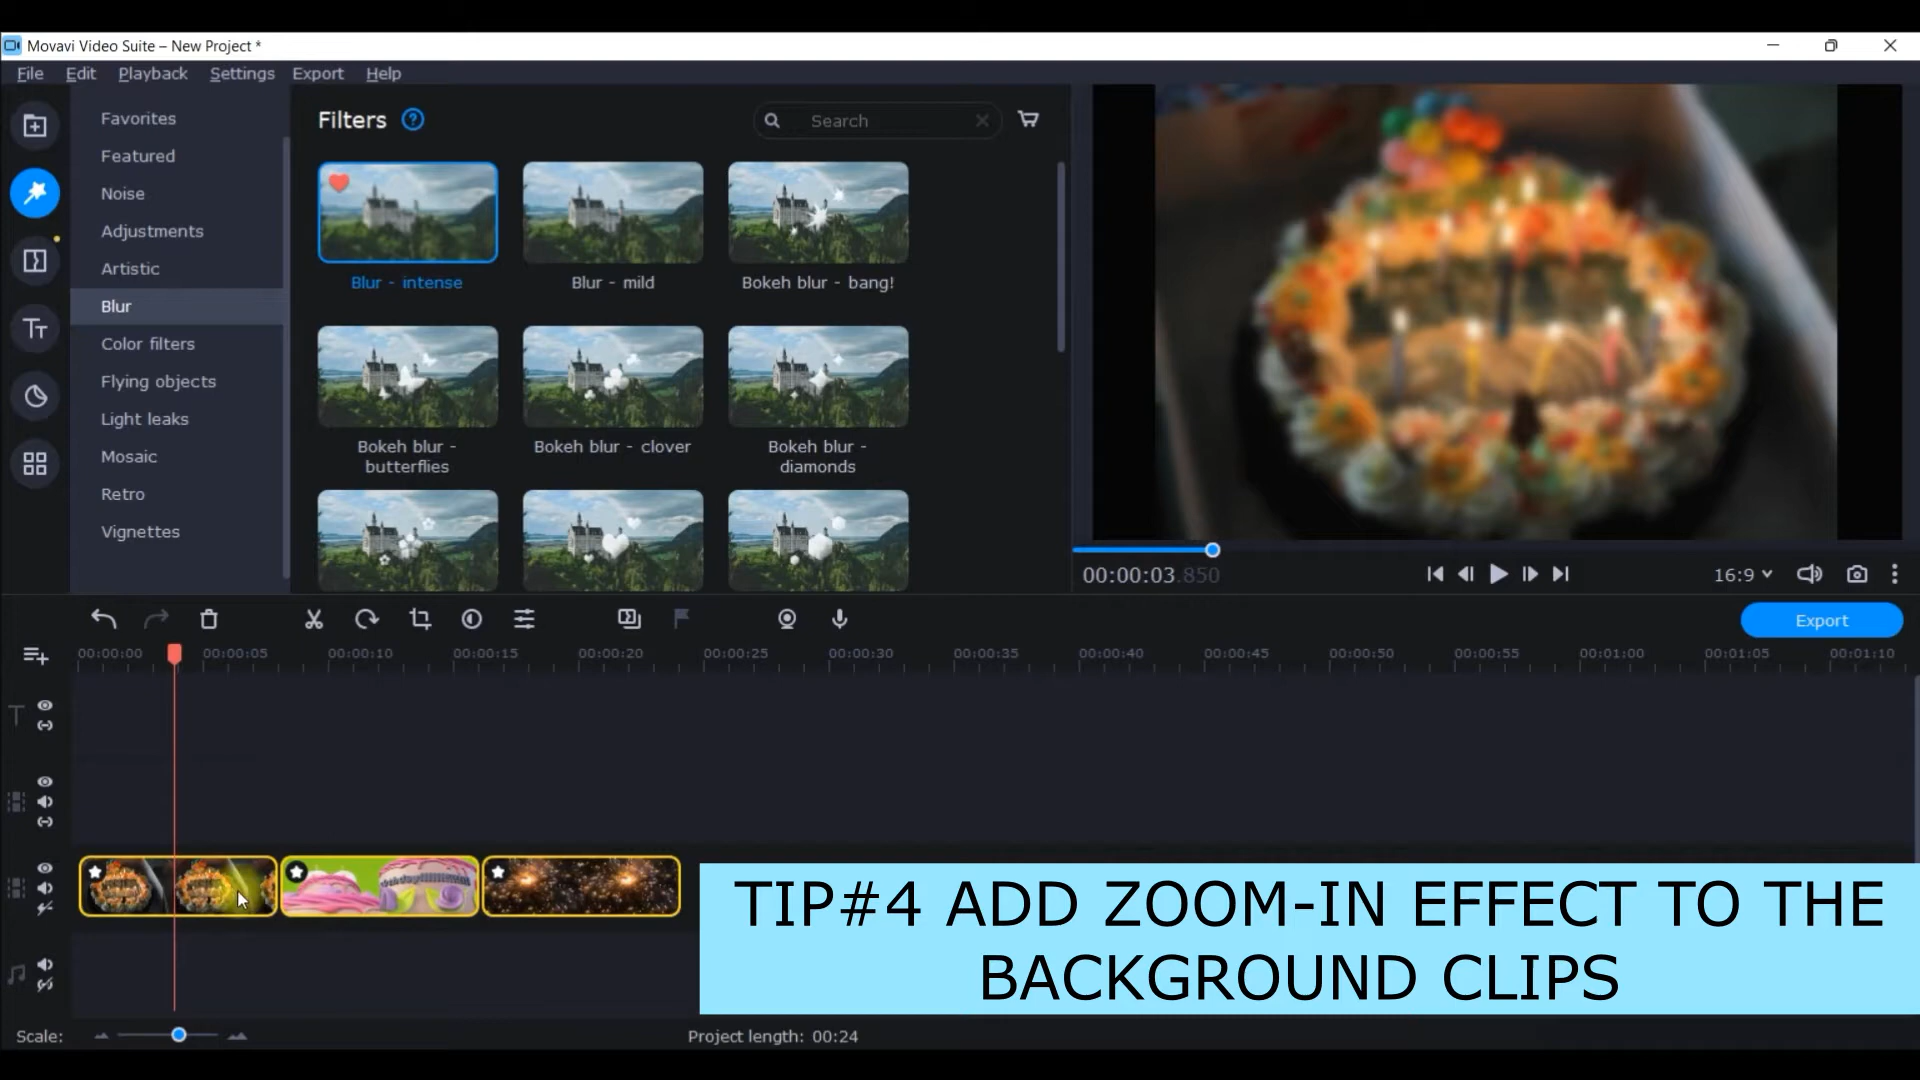 Movavi Video Suite – New Project *
File Edit Playback Settings Export Help
Favorites
Featured
Noise
Adjustments
Artistic
Blur
Color filters
Flying objects
Light leaks
Mosaic
Retro
Vignettes
Filters ?
Search
Blur - intense
Blur - mild
Bokeh blur - bang!
Bokeh blur -
butterflies
Bokeh blur - clover
Bokeh blur -
diamonds
00:00:03.850
16:9
Export
00:00:00 00:00:05 00:00:10 00:00:15 00:00:20 00:00:25 00:00:30 00:00:35 00:00:40 00:00:45 00:00:50 00:00:55 00:01:00 00:01:05 00:01:10
TIP#4 ADD ZOOM-IN EFFECT TO THE
BACKGROUND CLIPS
Scale:
Project length: 00:24